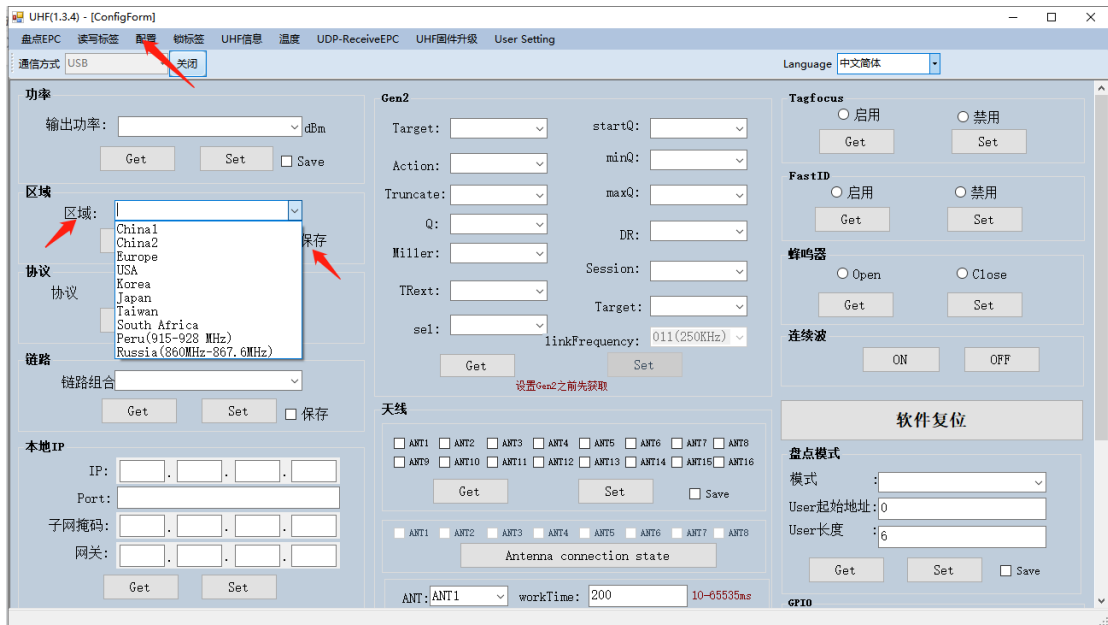 UHF(1.3.4) - [ConfigForm]
盘点EPC 读写标签 配置 锁标签 UHF信息 温度 UDP-ReceiveEPC UHF固件升级 User Setting
通信方式 USB 关闭 Language 中文简体
功率
输出功率: dBm
Get Set Save
区域
区域:
China1
China2
Europe
USA
Korea
Japan
Taiwan
South Africa
Peru(915-928 MHz)
Russia(860MHz-867.6MHz)
保存
协议
协议
链路
链路组合
Get Set 保存
本地IP
IP: . . .
Port:
子网掩码: . . .
网关: . . .
Get Set
Gen2
Target: startQ:
Action: minQ:
Truncate: maxQ:
Q: DR:
Miller: Session:
TRext: Target:
sel: linkFrequency: 011(250KHz)
Get Set
设置Gen2之前先获取
天线
ANT1 ANT2 ANT3 ANT4 ANT5 ANT6 ANT7 ANT8
ANT9 ANT10 ANT11 ANT12 ANT13 ANT14 ANT15 ANT16
Get Set Save
ANT1 ANT2 ANT3 ANT4 ANT5 ANT6 ANT7 ANT8
Antenna connection state
ANT: ANT1 workTime: 200 10-65535ms
Tagfocus
启用 禁用
Get Set
FastID
启用 禁用
Get Set
蜂鸣器
Open Close
Get Set
连续波
ON OFF
软件复位
盘点模式
模式 :
User起始地址: 0
User长度 : 6
Get Set Save
GPIO